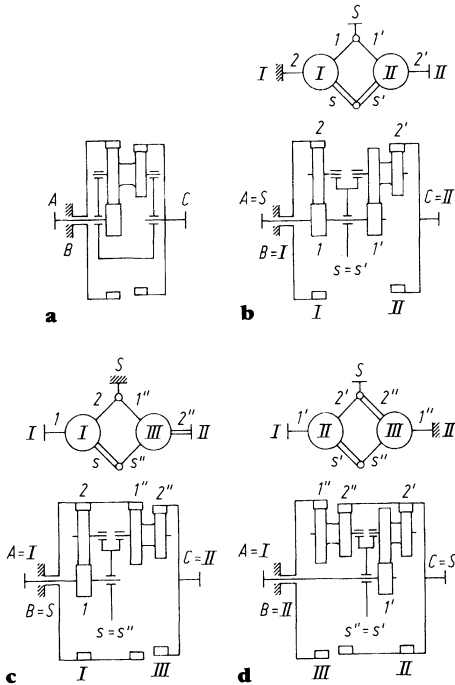 S
1 1′
I 2 I II 2′ II
s s′
2 2′
A C
B
A=S C=II
B=I
1 1′
s=s′
a b I II
S S
2 1″ 2′ 2″
I 1 I III 2″ II I 1′ II III 1″ II
s s″ s′ s″
2 1″ 2″ 1″ 2″ 2′
A=I C=II A=I C=S
B=S B=II
1 1′
s=s″ s″=s′
c I III d III II